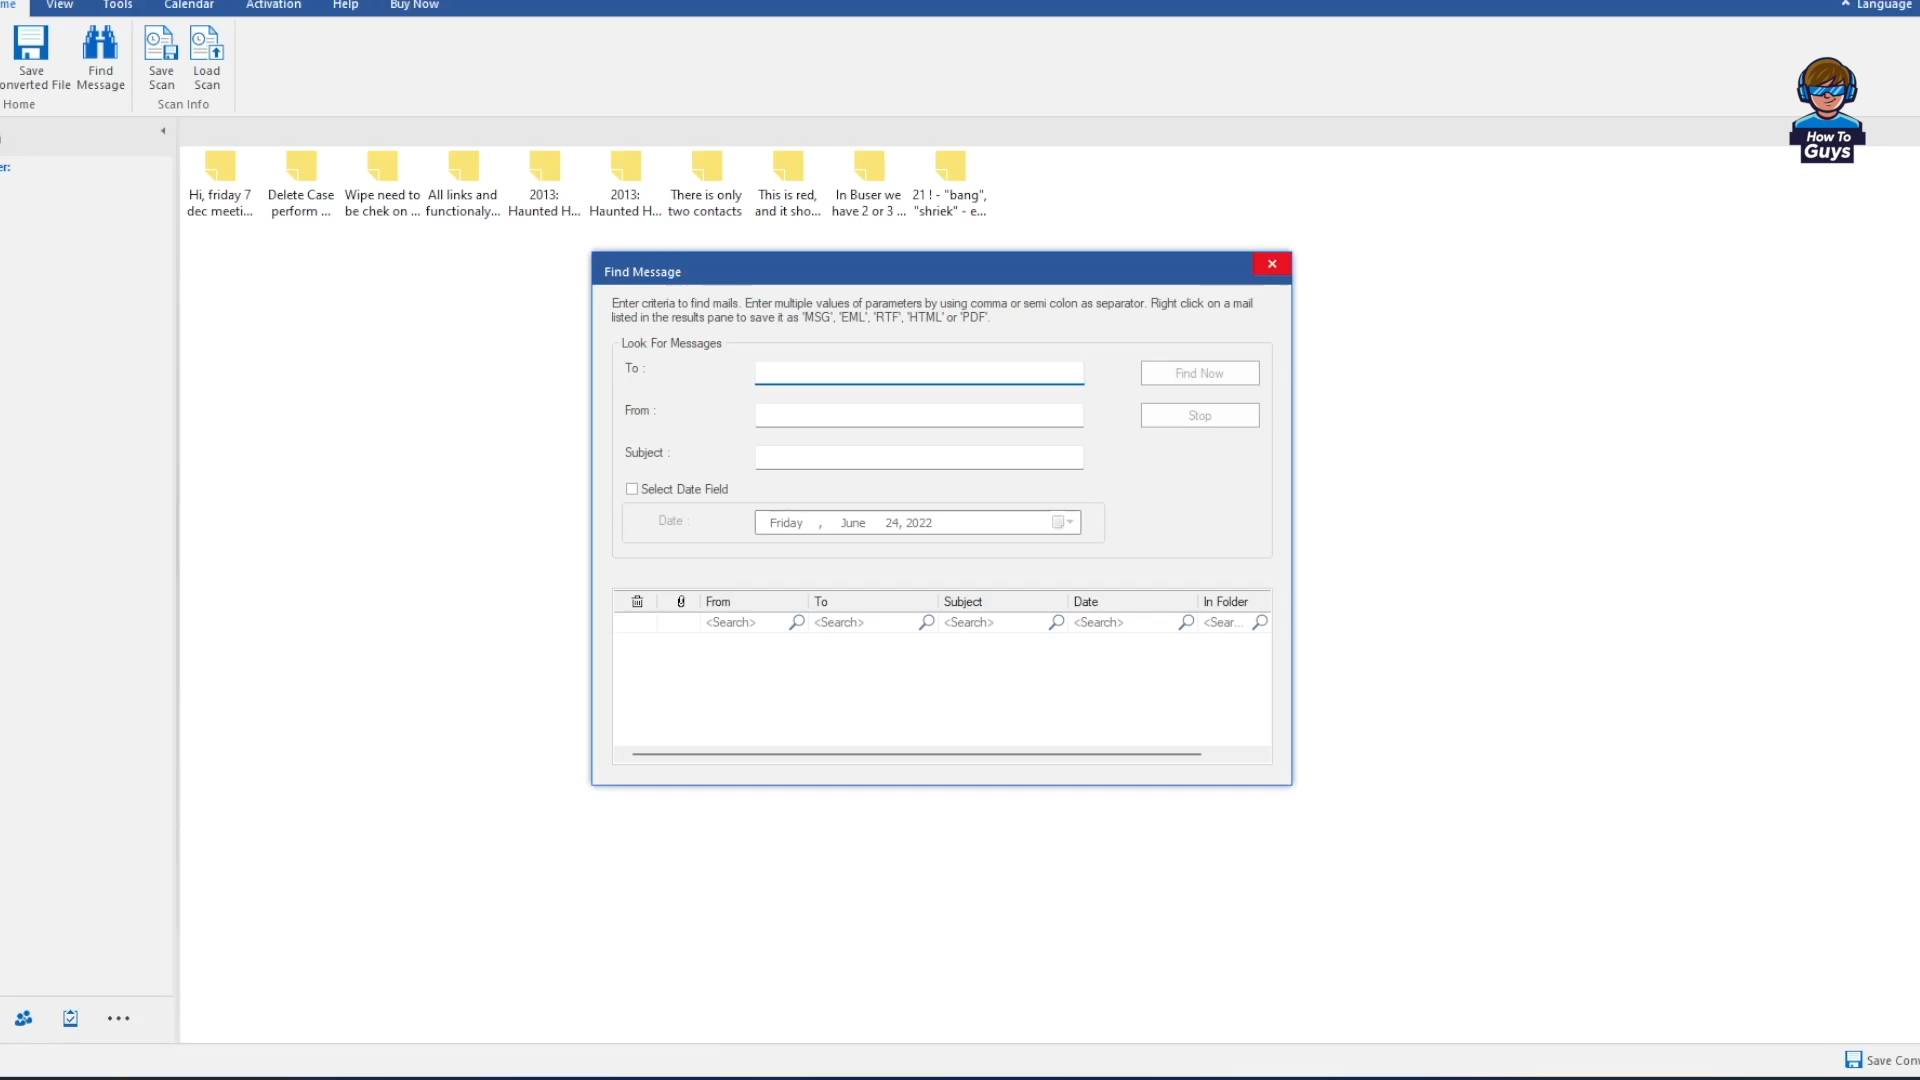 me View Tools Calendar Activation Help Buy Now Language
Save Find Save Load
onverted File Message Scan Scan
Home Scan Info
How To
Guys
er:
Hi, friday 7 Delete Case Wipe need to All links and 2013: 2013: There is only This is red, In Buser we 21 ! - "bang",
dec meeti... perform ... be chek on ... functionaly... Haunted H... Haunted H... two contacts and it sho... have 2 or 3 ... "shriek" - e...
Find Message
Enter criteria to find mails. Enter multiple values of parameters by using comma or semi colon as separator. Right click on a mail
listed in the results pane to save it as 'MSG', 'EML', 'RTF', 'HTML' or 'PDF'.
Look For Messages
To : Find Now
From : Stop
Subject :
Select Date Field
Date : Friday , June 24, 2022
From To Subject Date In Folder
<Search> <Search> <Search> <Search> <Sear...
Save Conv